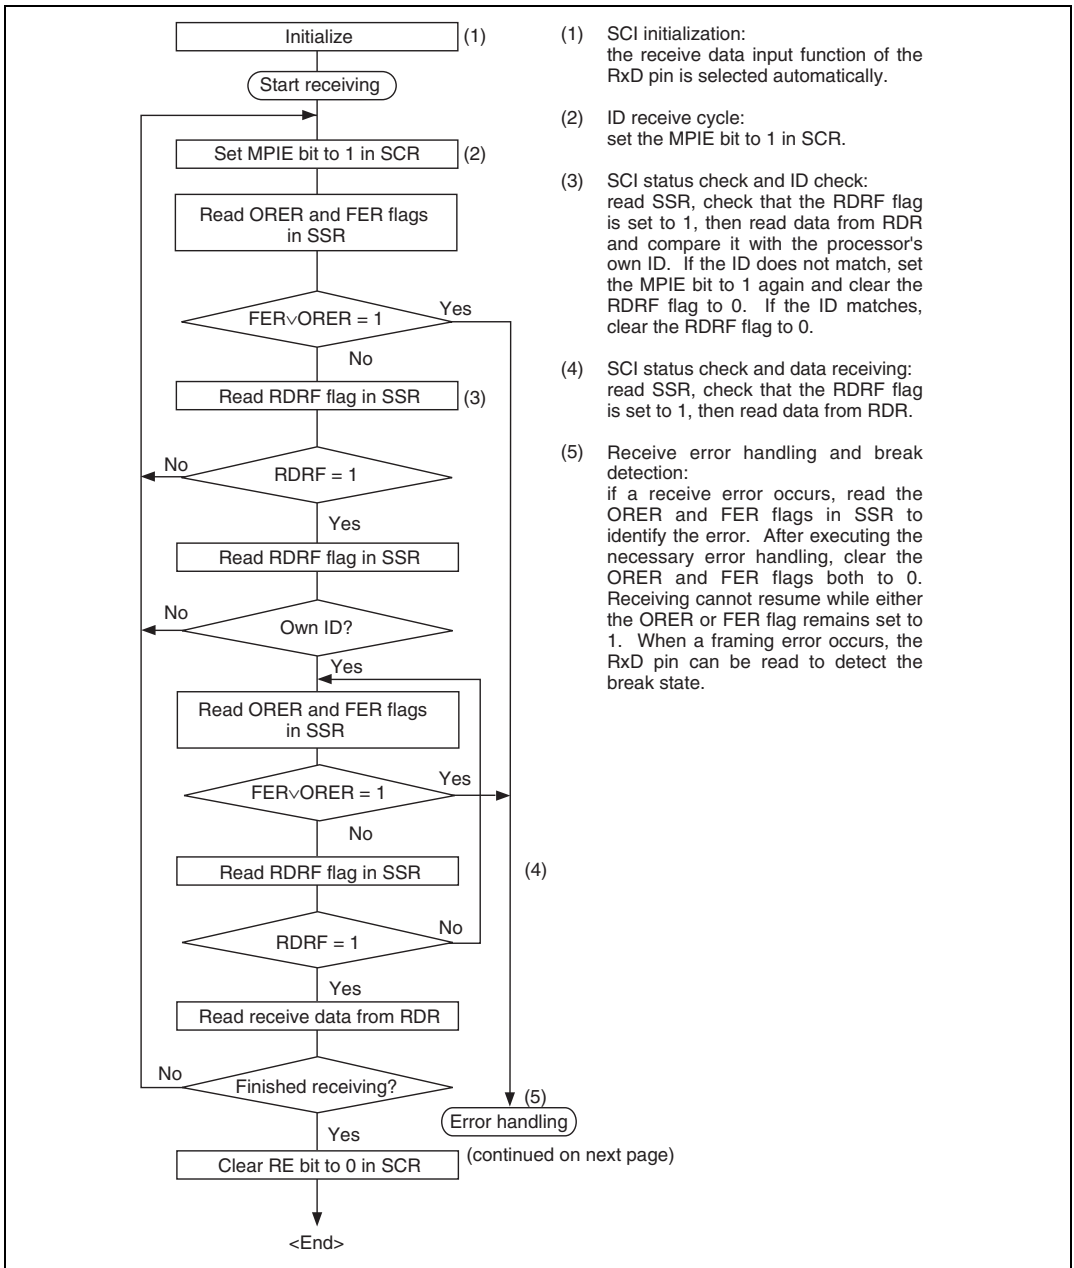 Initialize
(1)
Start receiving
Set MPIE bit to 1 in SCR
(2)
Read ORER and FER flags
in SSR
FER∨ORER = 1
Yes
No
Read RDRF flag in SSR
(3)
RDRF = 1
No
Yes
Read RDRF flag in SSR
Own ID?
No
Yes
Read ORER and FER flags
in SSR
FER∨ORER = 1
Yes
No
Read RDRF flag in SSR
(4)
RDRF = 1
No
Yes
Read receive data from RDR
Finished receiving?
No
Yes
(5)
Error handling
(continued on next page)
Clear RE bit to 0 in SCR
<End>
(1) SCI initialization:
the receive data input function of the
RxD pin is selected automatically.
(2) ID receive cycle:
set the MPIE bit to 1 in SCR.
(3) SCI status check and ID check:
read SSR, check that the RDRF flag
is set to 1, then read data from RDR
and compare it with the processor's
own ID. If the ID does not match, set
the MPIE bit to 1 again and clear the
RDRF flag to 0. If the ID matches,
clear the RDRF flag to 0.
(4) SCI status check and data receiving:
read SSR, check that the RDRF flag
is set to 1, then read data from RDR.
(5) Receive error handling and break
detection:
if a receive error occurs, read the
ORER and FER flags in SSR to
identify the error. After executing the
necessary error handling, clear the
ORER and FER flags both to 0.
Receiving cannot resume while either
the ORER or FER flag remains set to
1. When a framing error occurs, the
RxD pin can be read to detect the
break state.